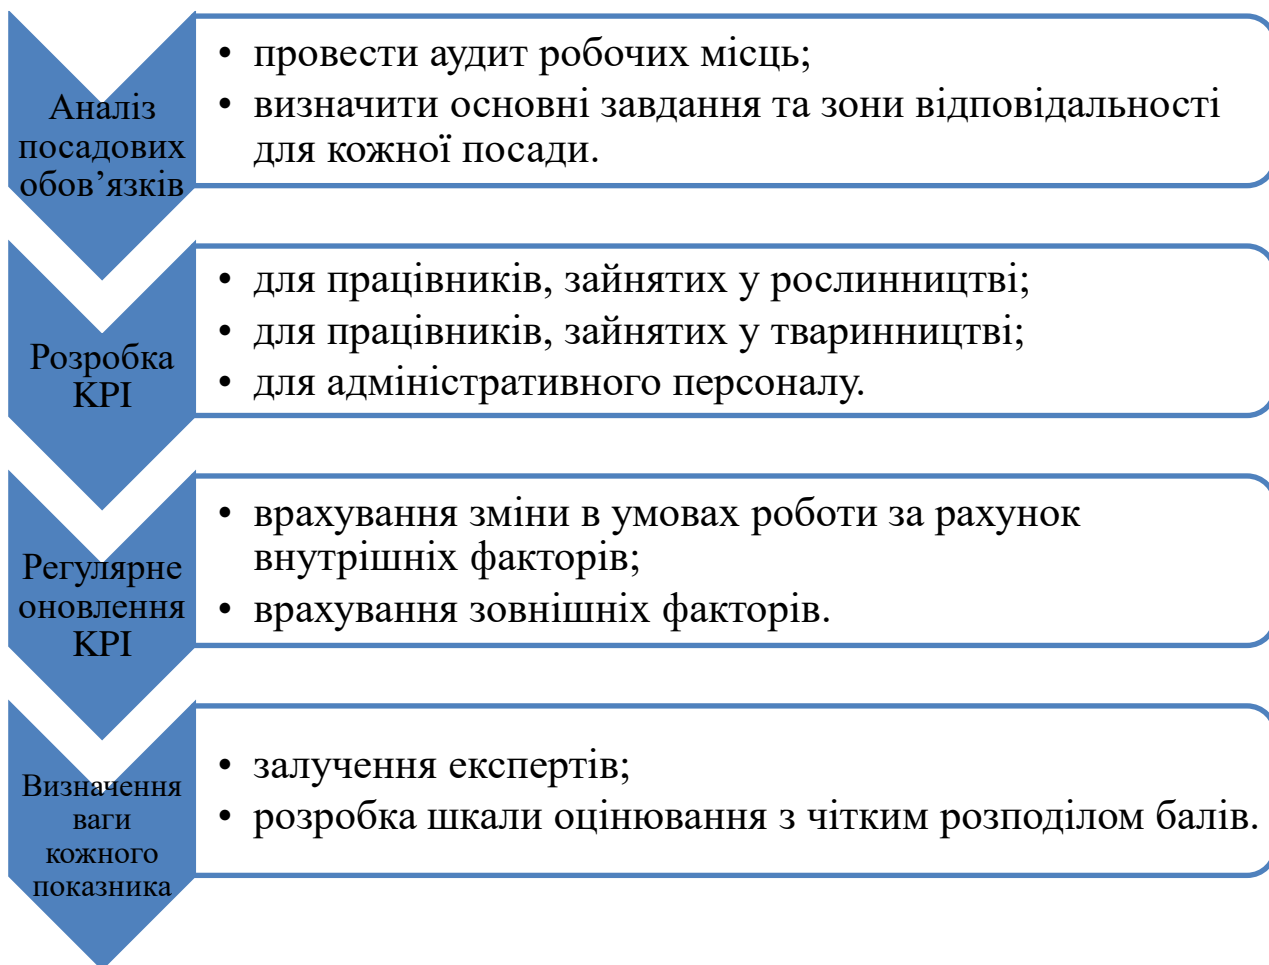 Аналіз
посадових
обов’язків
• провести аудит робочих місць;
• визначити основні завдання та зони відповідальності
для кожної посади.
Розробка
KPI
• для працівників, зайнятих у рослинництві;
• для працівників, зайнятих у тваринництві;
• для адміністративного персоналу.
Регулярне
оновлення
KPI
• врахування зміни в умовах роботи за рахунок
внутрішніх факторів;
• врахування зовнішніх факторів.
Визначення
ваги
кожного
показника
• залучення експертів;
• розробка шкали оцінювання з чітким розподілом балів.